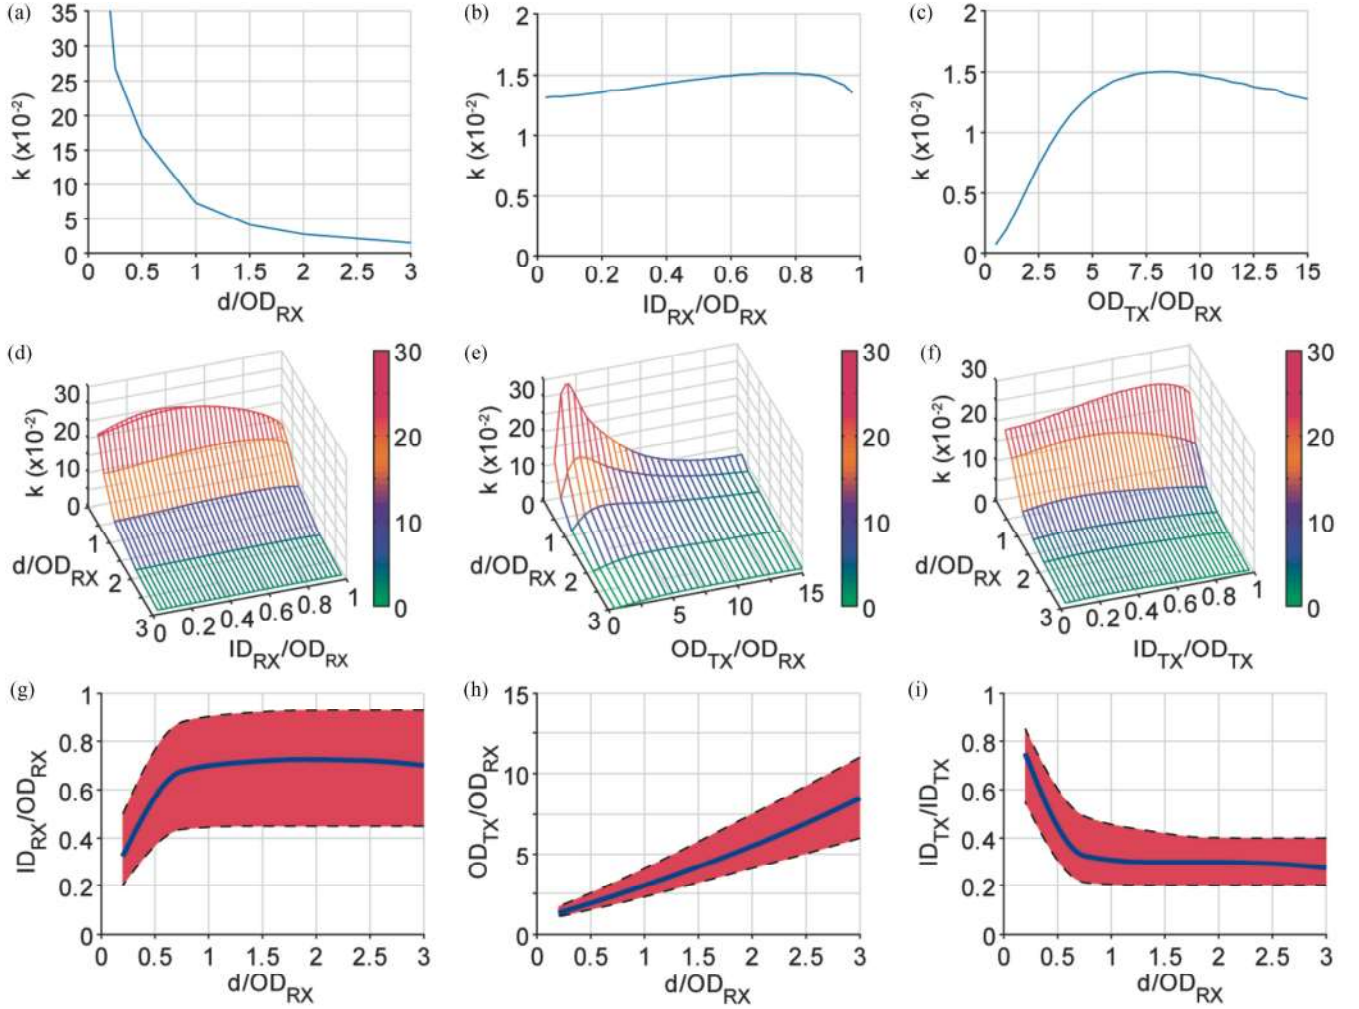 (a)
35
30
25
20
15
10
5
0
k (x10⁻²)
0 0.5 1 1.5 2 2.5 3
d/OD_RX
(b)
2
1.5
1
0.5
0
k (x10⁻²)
0 0.2 0.4 0.6 0.8 1
ID_RX/OD_RX
(c)
2
1.5
1
0.5
0
k (x10⁻²)
0 2.5 5 7.5 10 12.5 15
OD_TX/OD_RX
(d)
30
20
10
0
k (x10⁻²)
1
2
3
d/OD_RX
0 0.2 0.4 0.6 0.8 1
ID_RX/OD_RX
30
20
10
0
(e)
30
20
10
0
k (x10⁻²)
1
2
3
d/OD_RX
0 5 10 15
OD_TX/OD_RX
30
20
10
0
(f)
30
20
10
0
k (x10⁻²)
1
2
3
d/OD_RX
0 0.2 0.4 0.6 0.8 1
ID_TX/OD_TX
30
20
10
0
(g)
1
0.8
0.6
0.4
0.2
0
ID_RX/OD_RX
0 0.5 1 1.5 2 2.5 3
d/OD_RX
(h)
15
10
5
0
OD_TX/OD_RX
0 0.5 1 1.5 2 2.5 3
d/OD_RX
(i)
1
0.8
0.6
0.4
0.2
0
ID_TX/ID_TX
0 0.5 1 1.5 2 2.5 3
d/OD_RX